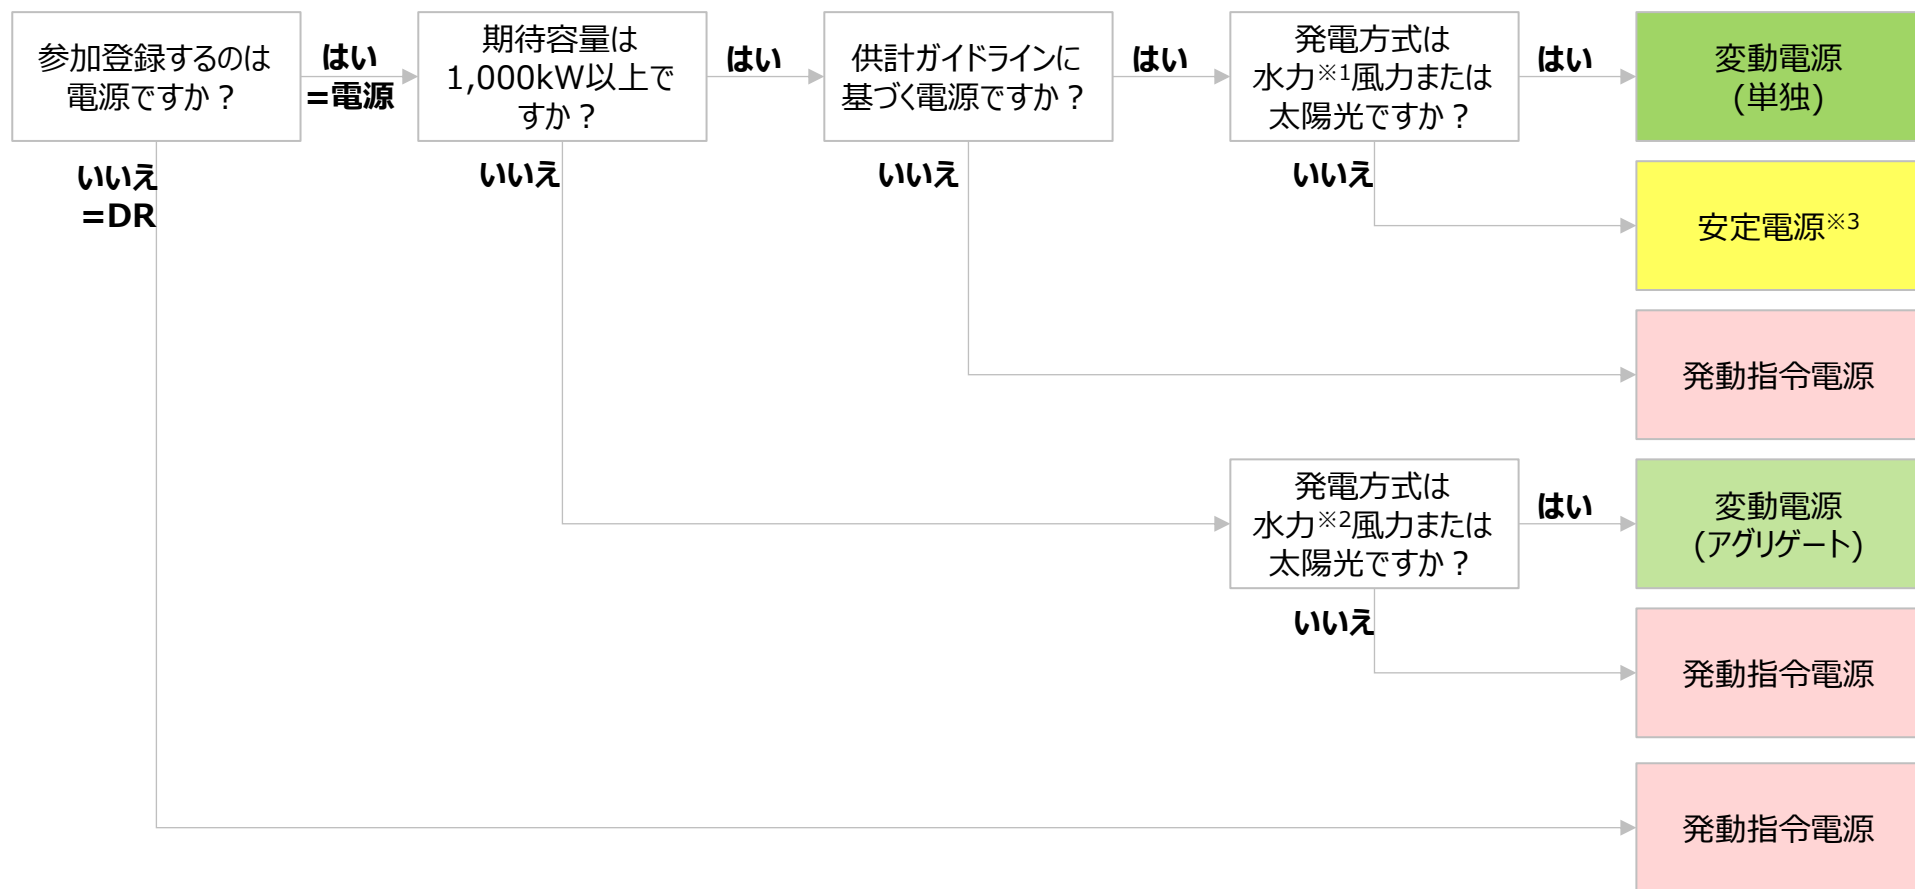 参加登録するのは
電源ですか？
はい
=電源
期待容量は
1,000kW以上で
すか？
はい
供計ガイドラインに
基づく電源ですか？
はい
発電方式は
水力※1風力または
太陽光ですか？
はい
変動電源
(単独)
いいえ
=DR
いいえ
いいえ
いいえ
安定電源※3
発動指令電源
発電方式は
水力※2風力または
太陽光ですか？
はい
変動電源
(アグリゲート)
いいえ
発動指令電源
発動指令電源